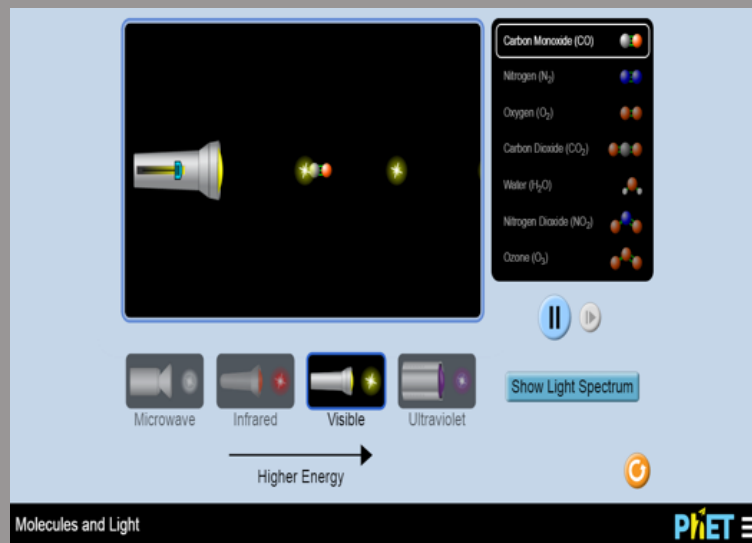 Carbon Monoxide (CO)
Nitrogen (N₂)
Oxygen (O₂)
Carbon Dioxide (CO₂)
Water (H₂O)
Nitrogen Dioxide (NO₂)
Ozone (O₃)
Show Light Spectrum
Microwave
Infrared
Visible
Ultraviolet
Higher Energy
Molecules and Light
PhET